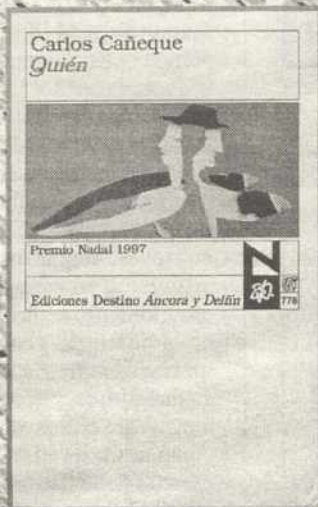 Carlos Cañeque
Quién
Premio Nadal 1997
N
Ediciones Destino Áncora y Delfín
778